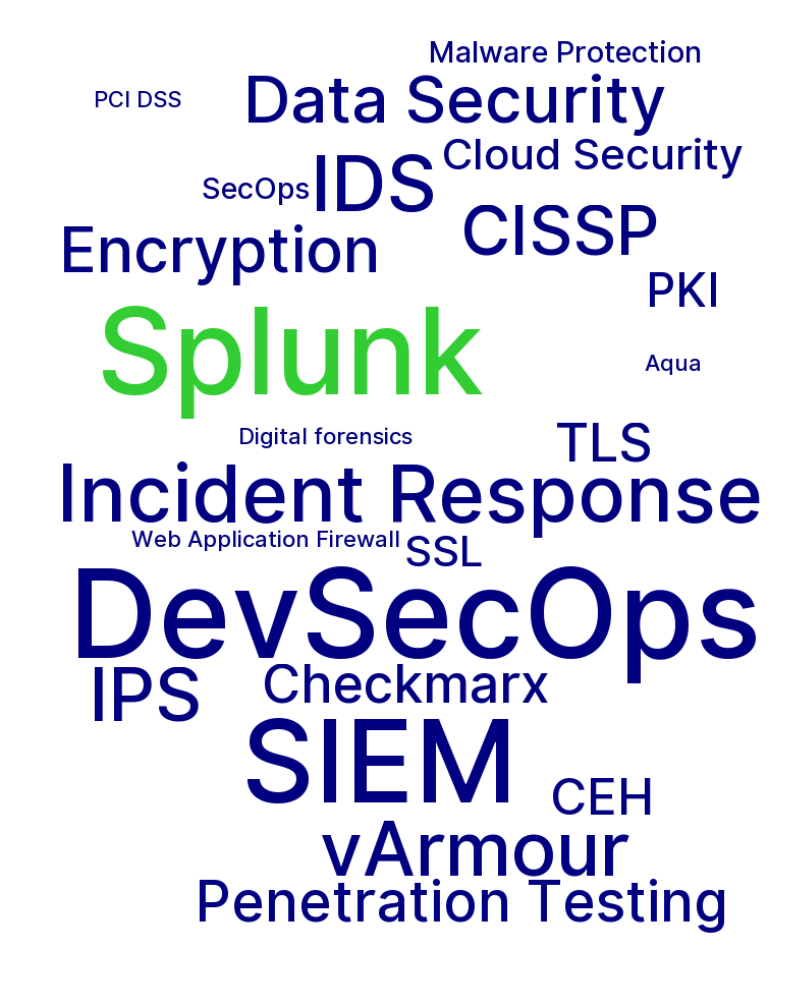 Malware Protection
PCI DSS
Data Security
Cloud Security
SecOps
IDS
CISSP
Encryption
PKI
Splunk
Aqua
Digital forensics
TLS
Incident Response
Web Application Firewall
SSL
DevSecOps
IPS
Checkmarx
SIEM
CEH
vArmour
Penetration Testing